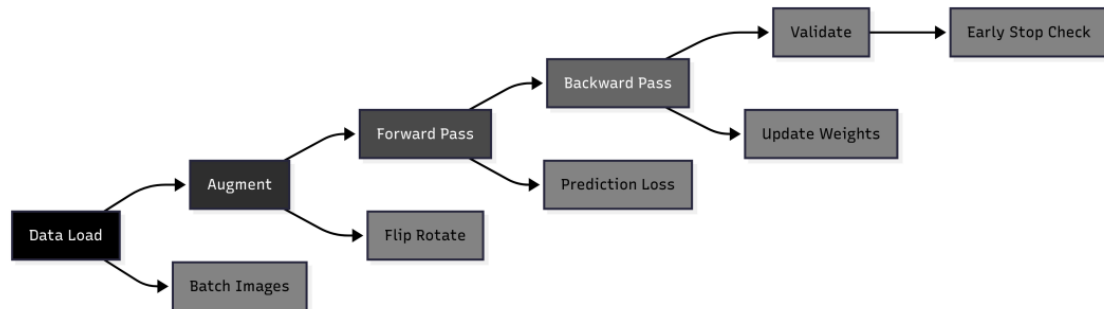 Validate
Early Stop Check
Backward Pass
Forward Pass
Update Weights
Augment
Prediction Loss
Data Load
Flip Rotate
Batch Images